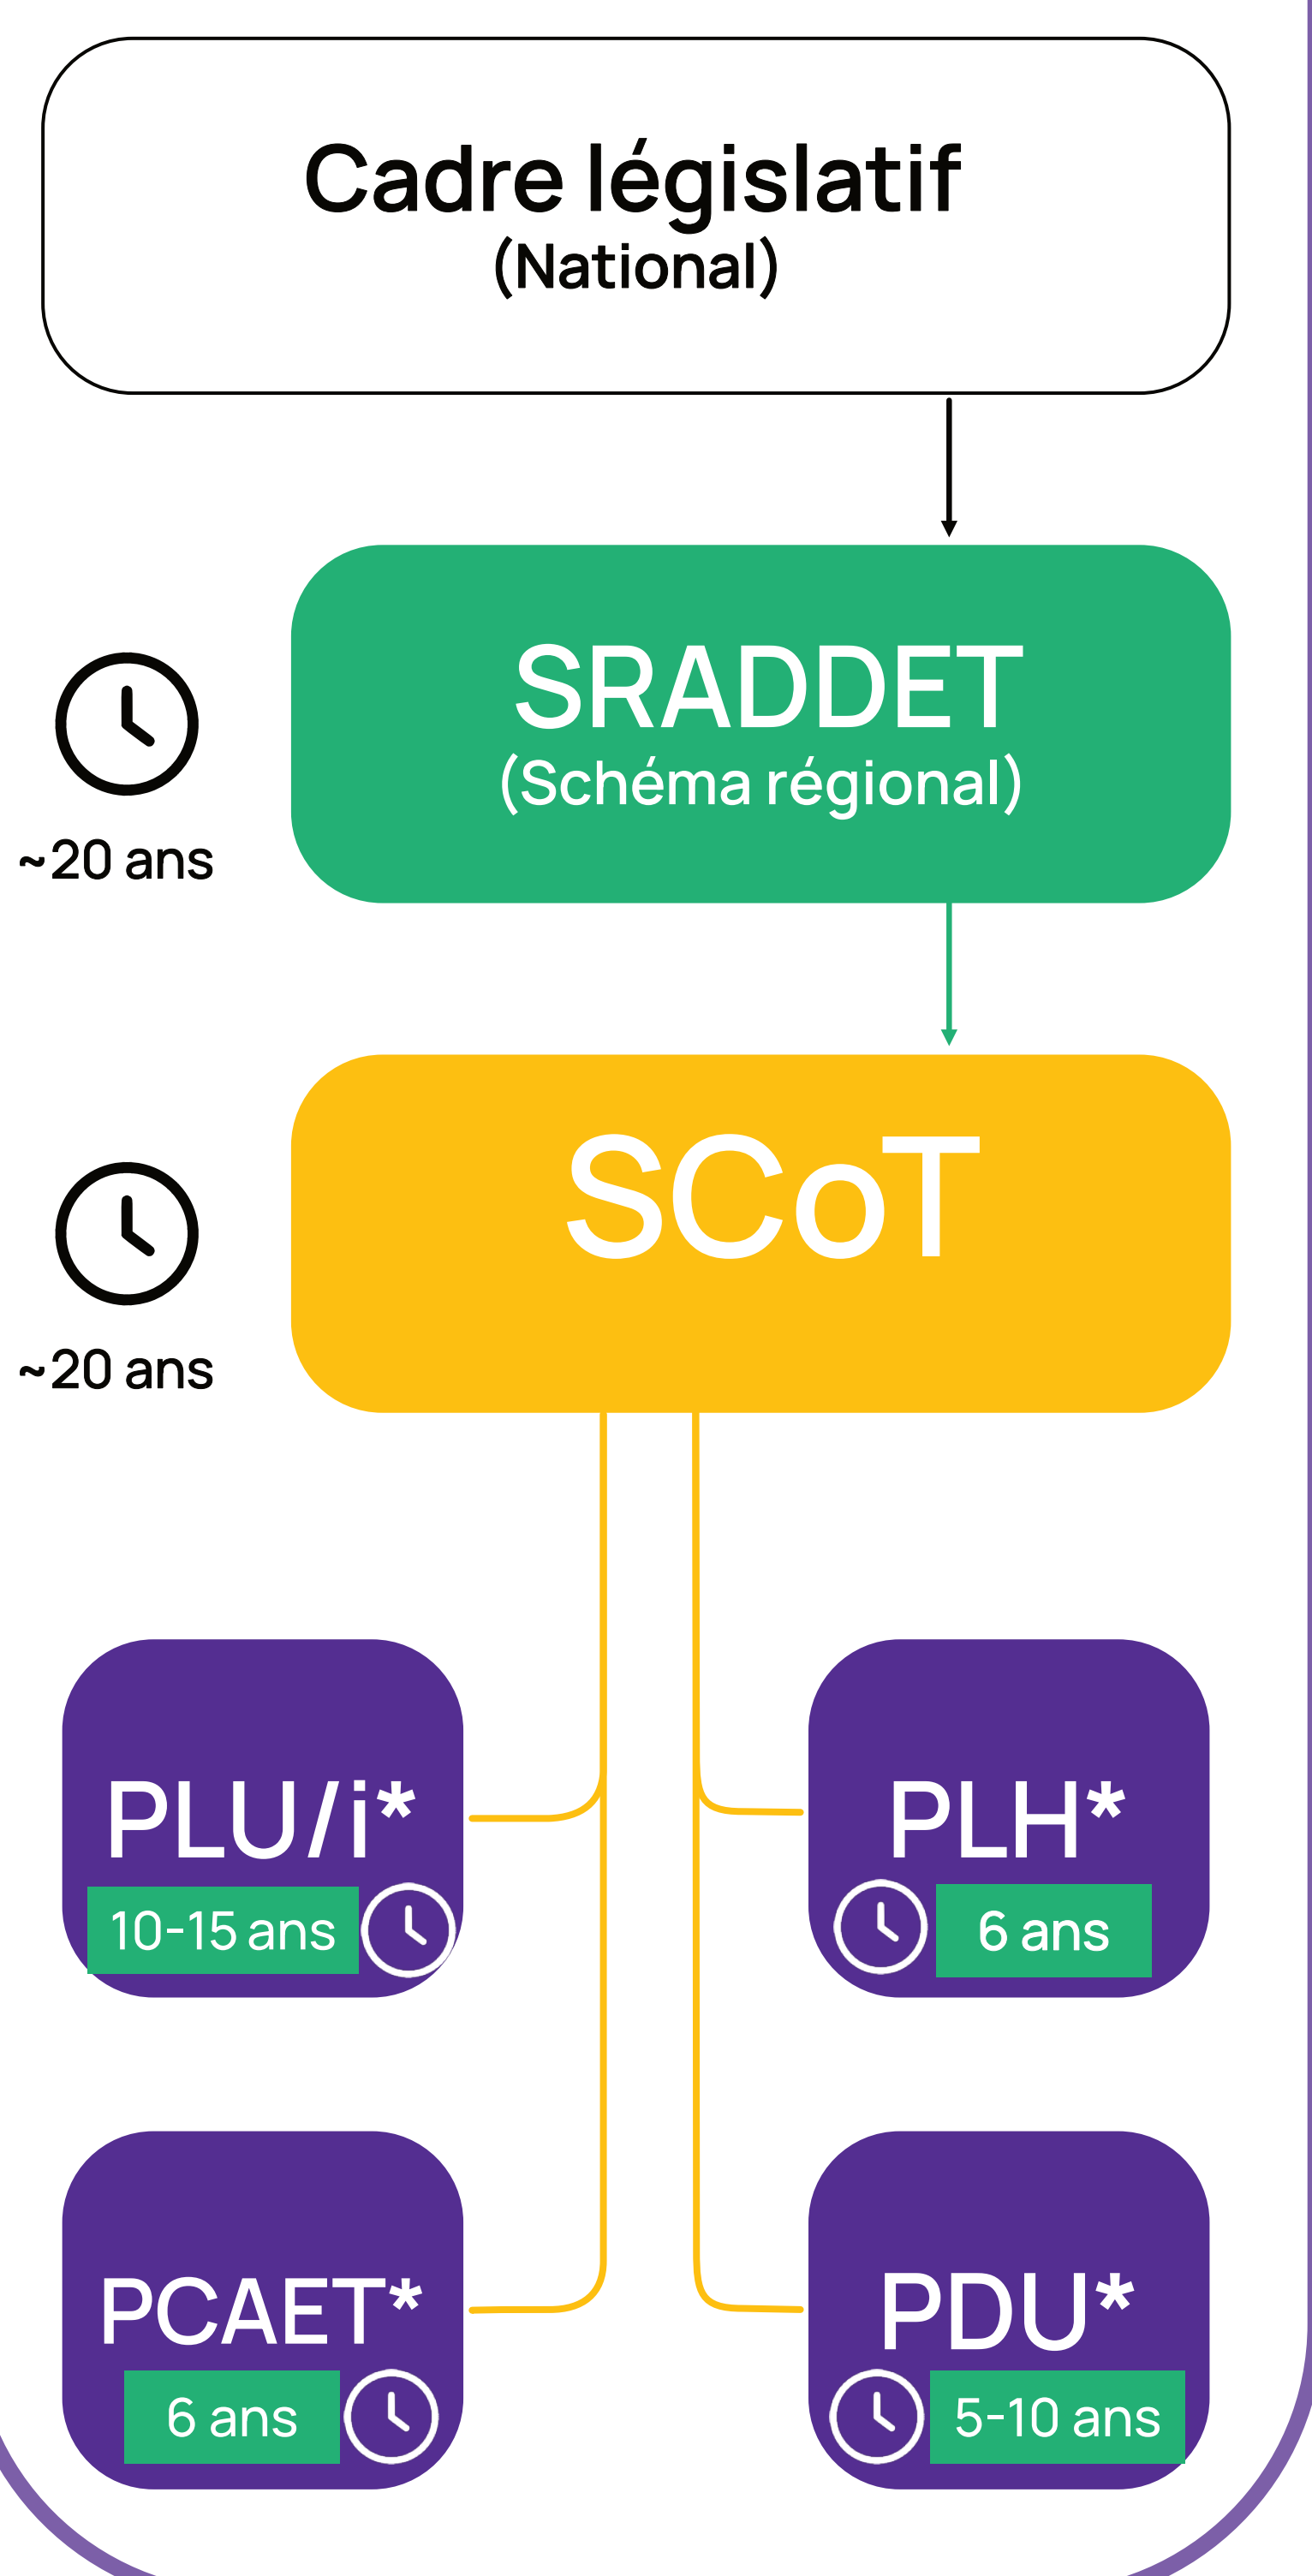 Cadre législatif
(National)
SRADDET
(Schéma régional)
~20 ans
SCoT
~20 ans
PLU/i*
10-15 ans
PLH*
6 ans
PCAET*
6 ans
PDU*
5-10 ans